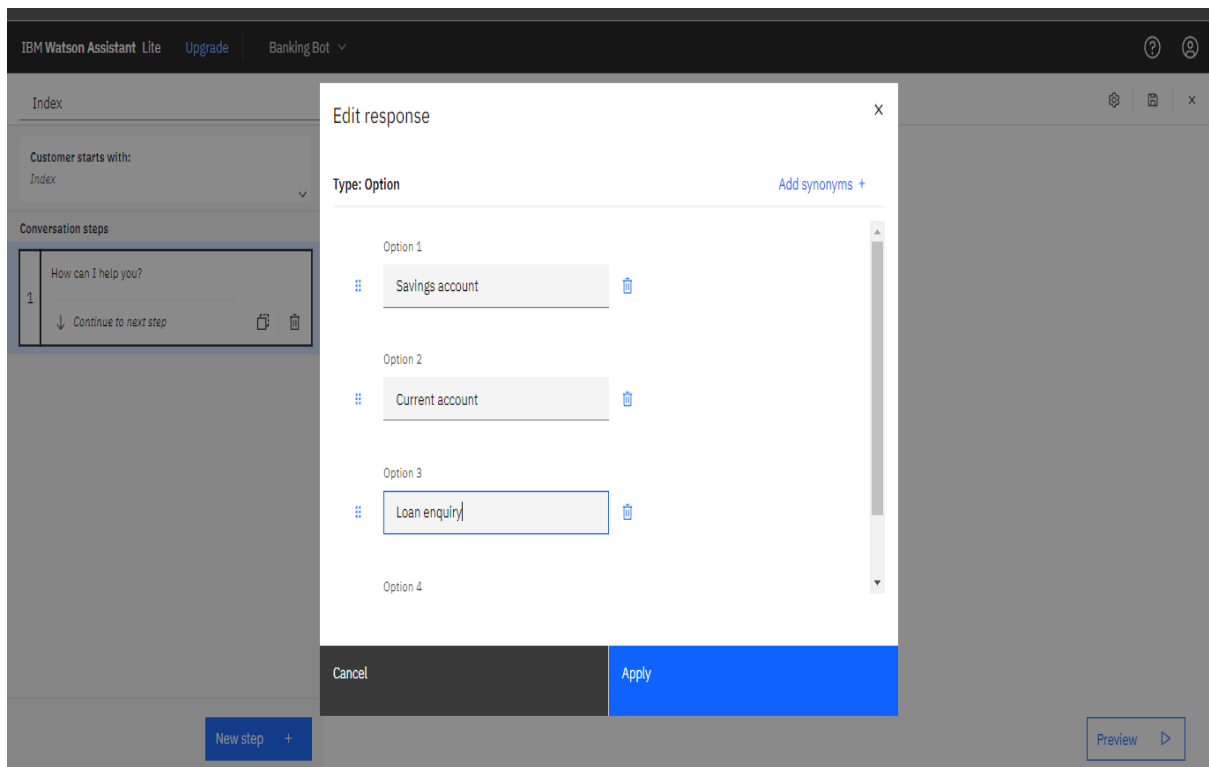 IBM Watson Assistant Lite Upgrade Banking Bot
Index
Customer starts with:
Index
Conversation steps
1
How can I help you?
Continue to next step
New step +
Edit response
X
Type: Option
Add synonyms +
Option 1
Savings account
Option 2
Current account
Option 3
Loan enquiry
Option 4
Cancel
Apply
Preview